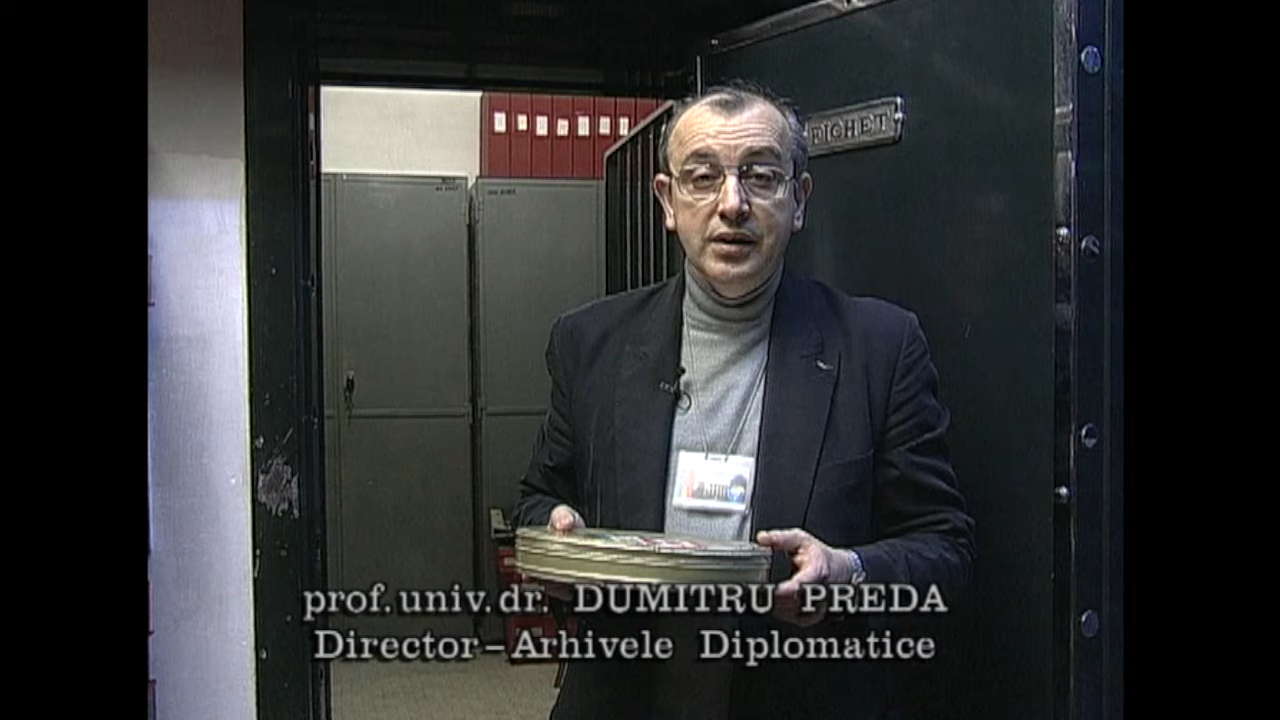 FICHET
prof. univ. dr. DUMITRU PREDA
Director-Arhivele Diplomatice